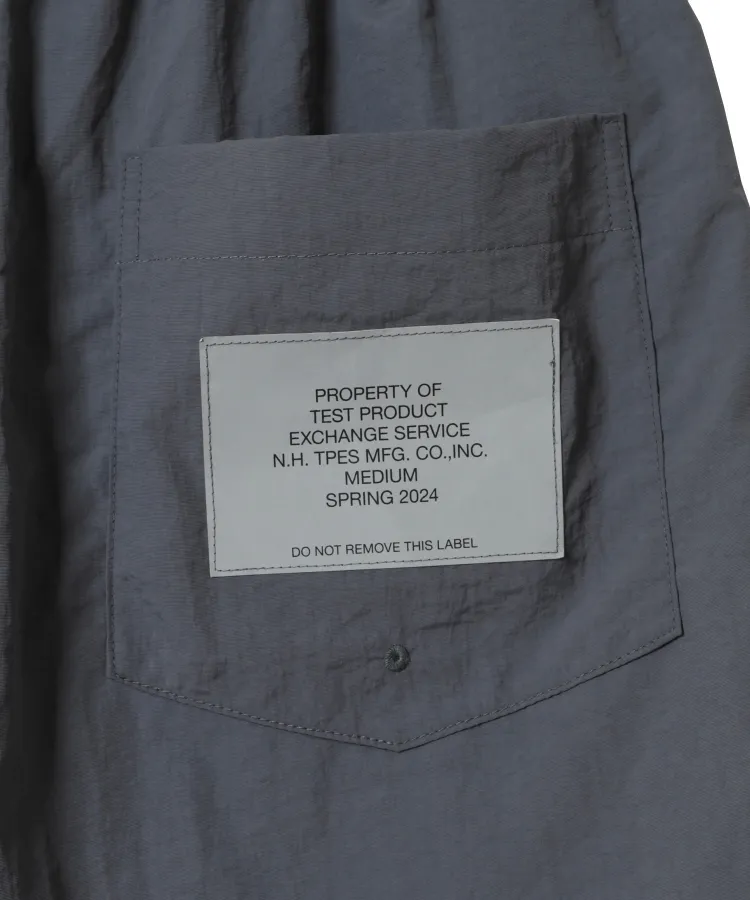 PROPERTY OF
TEST PRODUCT
EXCHANGE SERVICE
N.H. TPES MFG. CO.,INC.
MEDIUM
SPRING 2024
DO NOT REMOVE THIS LABEL